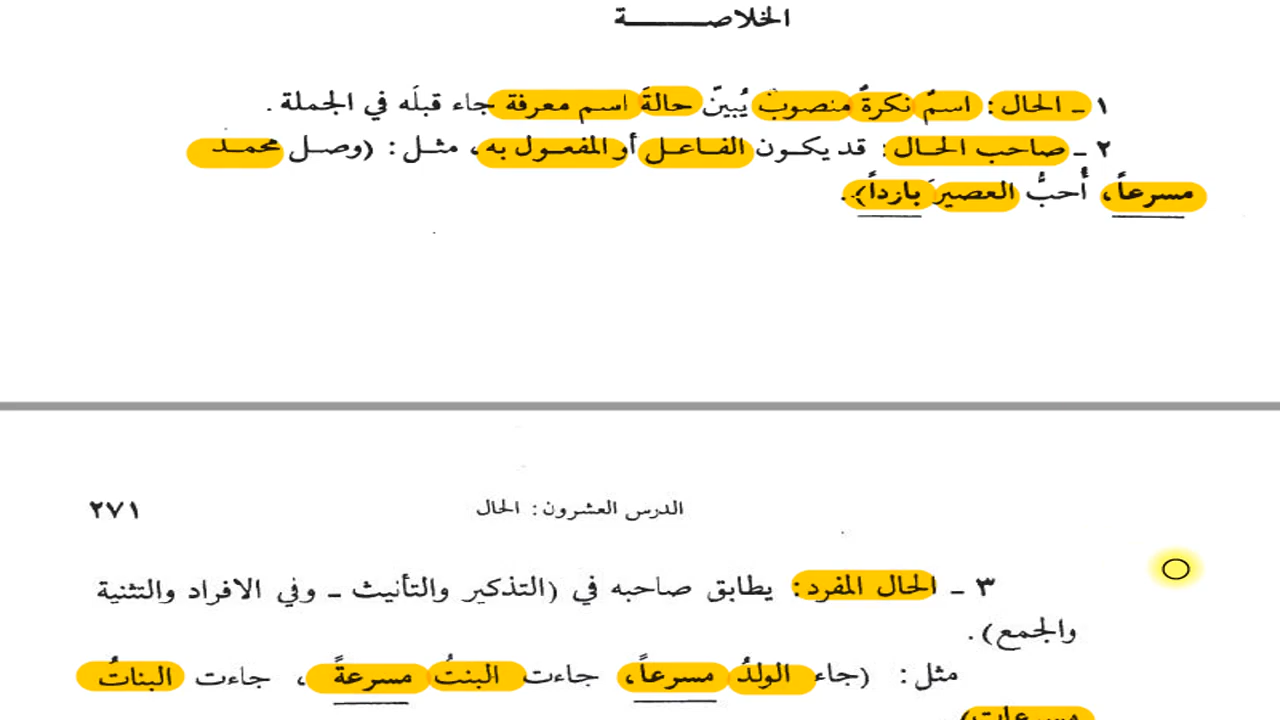 الخلاصة
١ ـ الحال: اسمٌ نكرةٌ منصوبٌ يُبيّن حالةَ اسم معرفة جاء قبلَه في الجملة.
٢ ـ صاحب الحال: قد يكون الفاعل أو المفعول به، مثل: (وصل محمد
مسرعاً، أُحبُّ العصيرَ بارداً).
الدرس العشرون: الحال ٢٧١
٣ ـ الحال المفرد: يطابق صاحبه في (التذكير والتأنيث ـ وفي الافراد والتثنية
والجمع).
مثل: (جاء الولدُ مسرعاً، جاءت البنتُ مسرعةً، جاءت البناتُ
مسرعات).